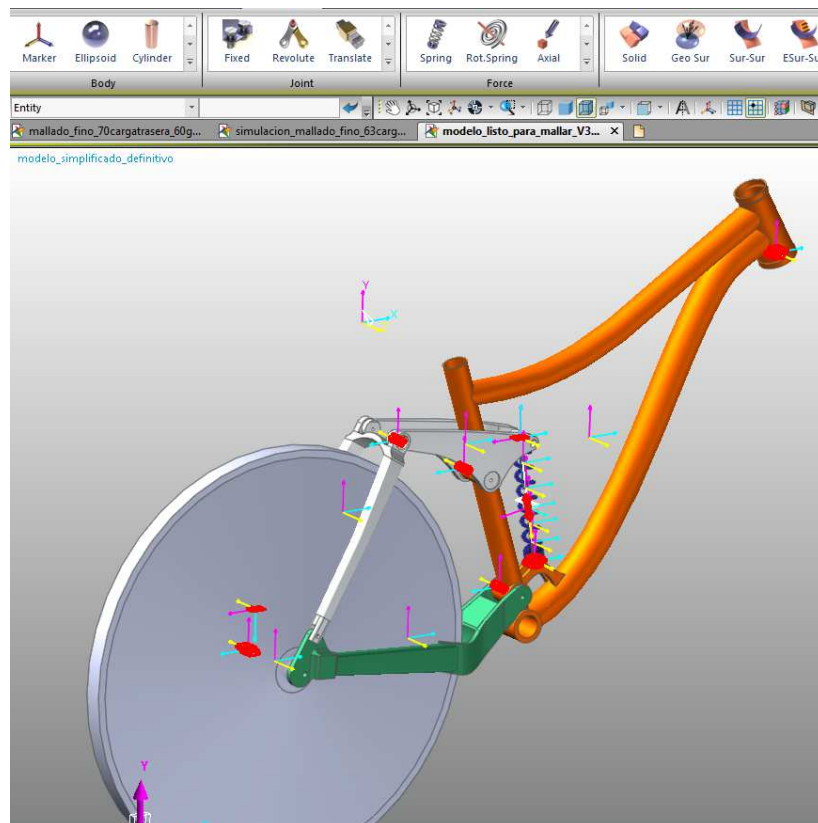 Marker Ellipsoid Cylinder Fixed Revolute Translate Spring Rot.Spring Axial Solid Geo Sur Sur-Sur ESur-Su
Body Joint Force
Entity
mallado_fino_70cargatrasera_60g... simulacion_mallado_fino_63carg... modelo_listo_para_mallar_V3...
modelo_simplificado_definitivo
Y
X
Y